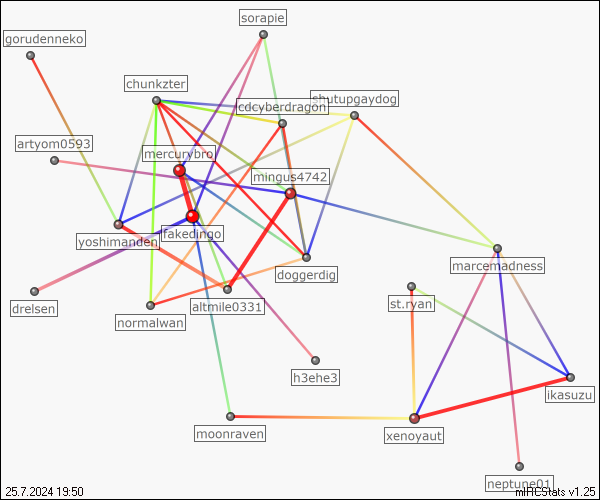 sorapie
gorudenneko
chunkzter
shutupgaydog
cdcyberdragon
artyom0593
mercurybro
mingus4742
yoshimanden
fakedingo
doggerdig
marcemadness
drelsen
altmile0331
st.ryan
normalwan
h3ehe3
ikasuzu
moonraven
xenoyaut
neptune01
25.7.2024 19:50
mIRCStats v1.25